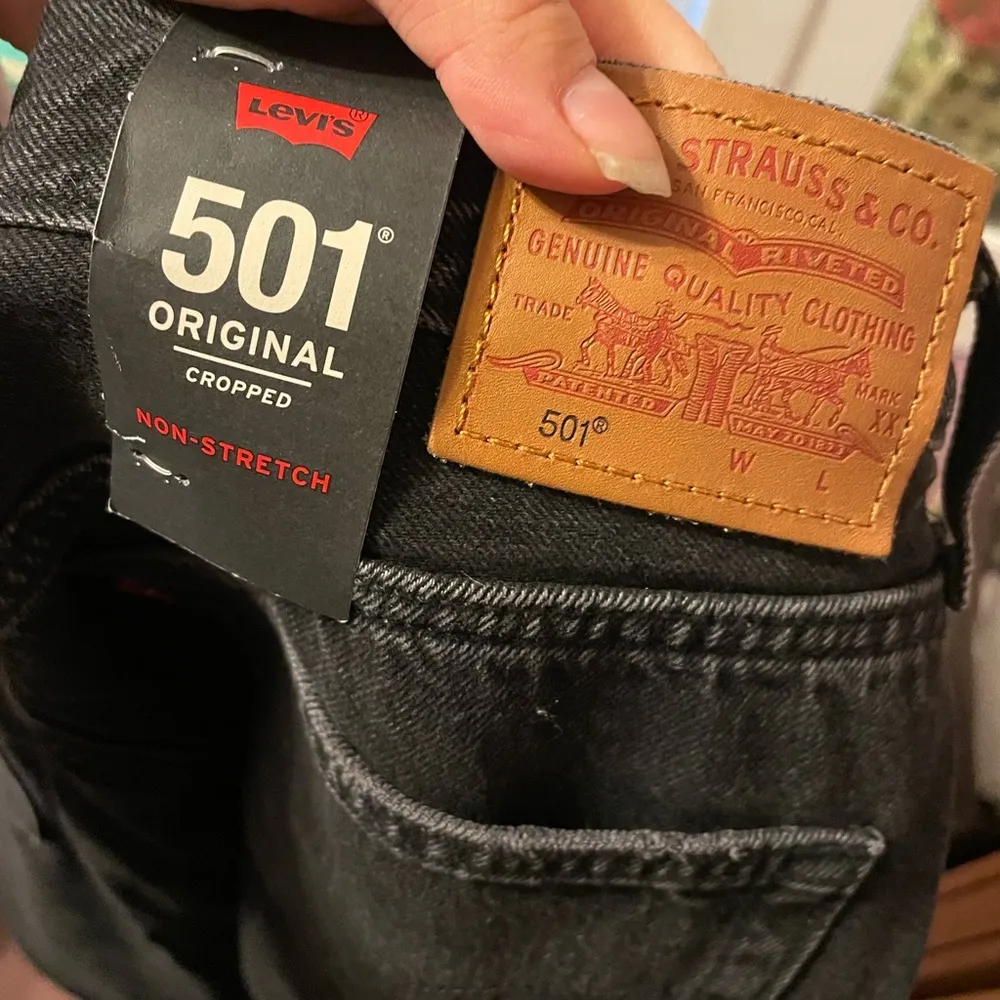 Levi's®
501®
ORIGINAL
CROPPED
NON-STRETCH
STRAUSS & CO.
SAN FRANCISCO, CAL.
ORIGINAL RIVETED
GENUINE QUALITY CLOTHING
TRADE MARK
PATENTED MAY 20 1873
XX
501®
W L